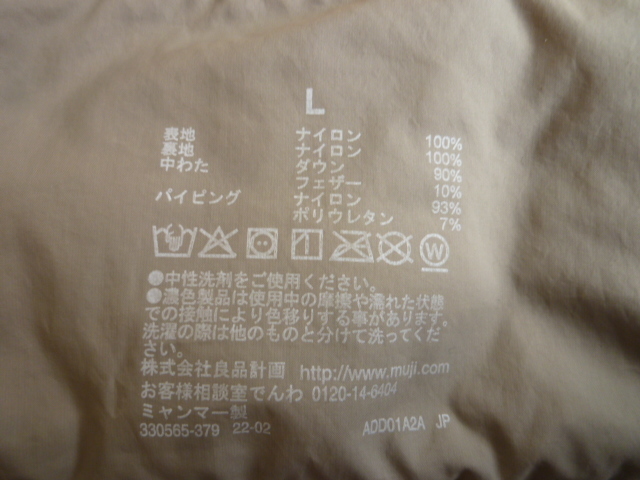 L
表地 ナイロン 100%
裏地 ナイロン 100%
中わた ダウン 90%
フェザー 10%
パイピング ナイロン 93%
ポリウレタン 7%
W
●中性洗剤をご使用ください。
●濃色製品は使用中の摩擦や濡れた状態
での接触により色移りする事があります。
洗濯の際は他のものと分けて洗ってくだ
さい。
株式会社良品計画 http://www.muji.com
お客様相談室でんわ 0120-14-6404
ミャンマー製
330565-379 22-02 ADD01A2A JP